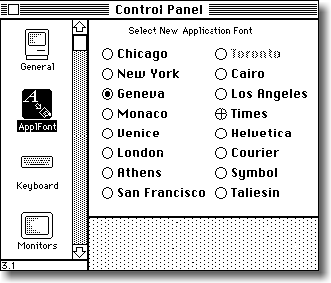 Control Panel
Select New Application Font
General
ApplFont
Keyboard
Monitors
3.1
Chicago
New York
Geneva
Monaco
Venice
London
Athens
San Francisco
Toronto
Cairo
Los Angeles
Times
Helvetica
Courier
Symbol
Taliesin